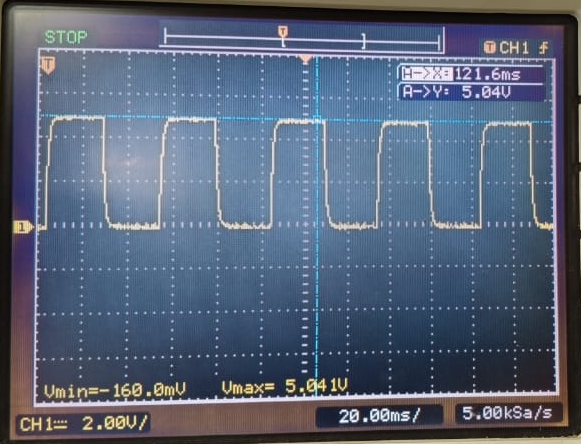 STOP
T
T CH1
T
A->X: 121.6ms
A->Y: 5.04V
1
Vmin=-160.0mV Vmax= 5.041V
CH1 2.00V/ 20.00ms/ 5.00kSa/s